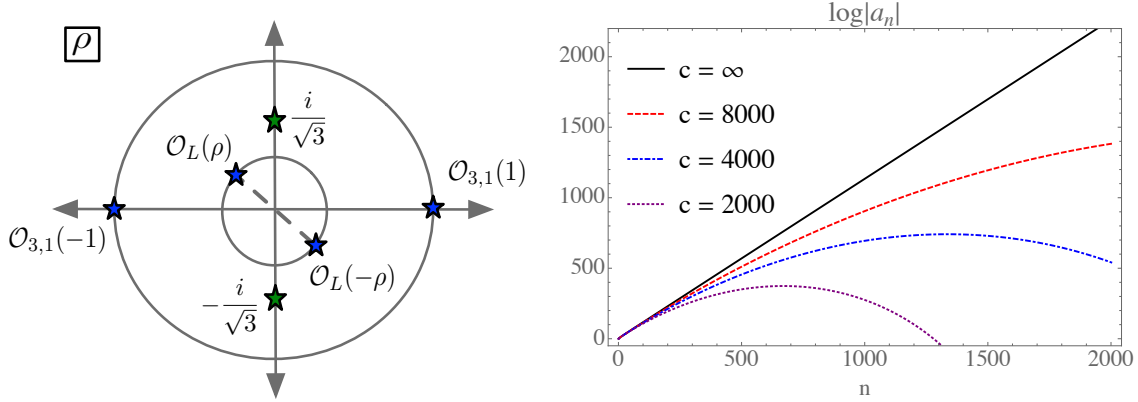 ρ
i/√3
O_L(ρ)
O_{3,1}(1)
O_{3,1}(-1)
O_L(-ρ)
-i/√3
log|a_n|
c = ∞
c = 8000
c = 4000
c = 2000
2000
1500
1000
500
0
0 500 1000 1500 2000
n